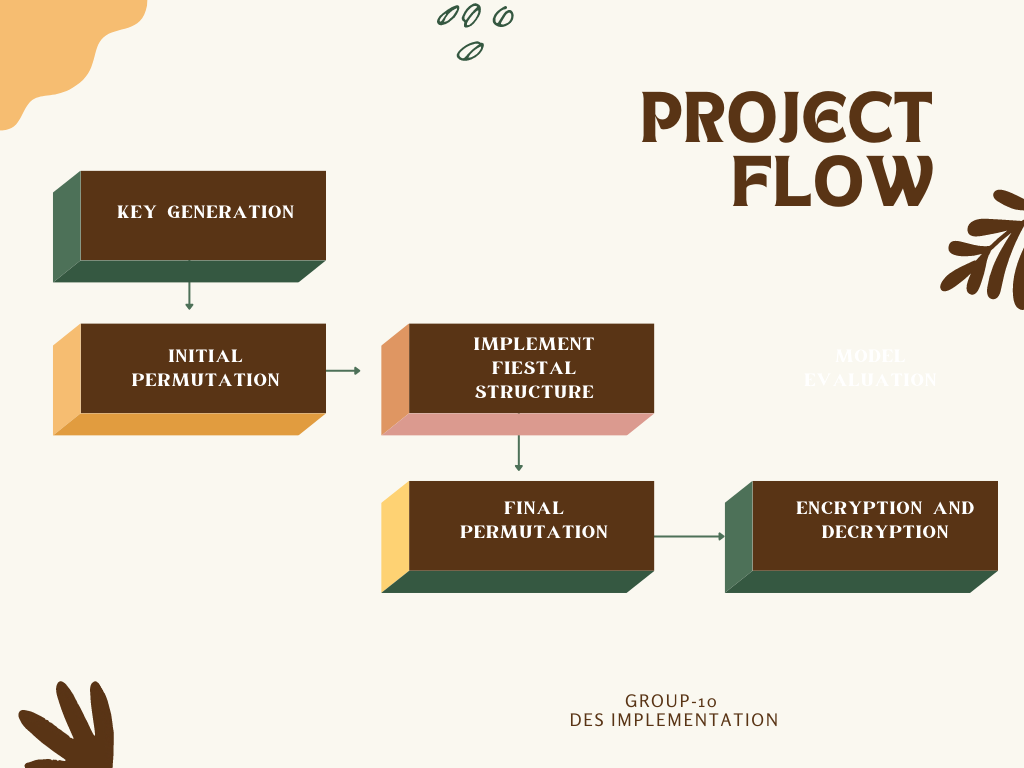 PROJECT
FLOW
KEY GENERATION
INITIAL
PERMUTATION
IMPLEMENT
FIESTAL
STRUCTURE
MODEL
EVALUATION
FINAL
PERMUTATION
ENCRYPTION AND
DECRYPTION
GROUP-10
DES IMPLEMENTATION